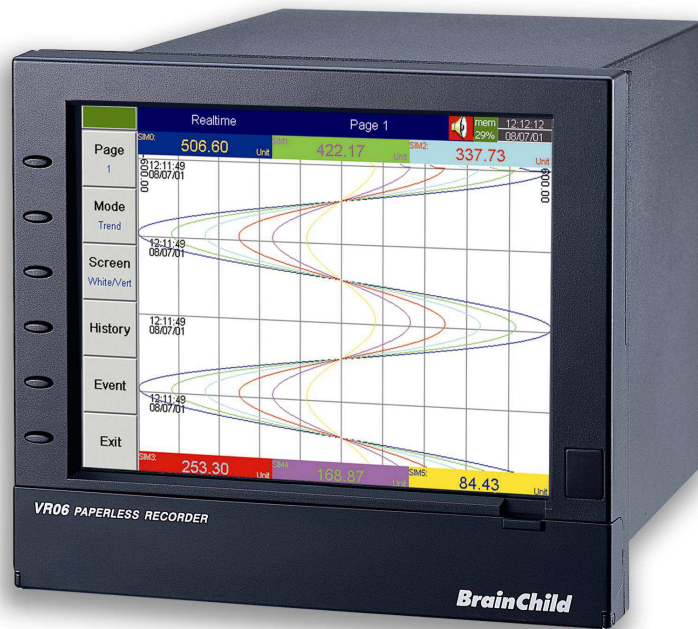 Realtime Page 1 mem 12:12:12
29% 08/07/01
SIM0: 506.60 Unit SIM1: 422.17 Unit SIM2: 337.73 Unit
Page
1
Mode
Trend
Screen
White/Vert
History
Event
Exit
12:11:49
08/07/01
600.00
00.00
12:11:49
08/07/01
12:11:49
08/07/01
12:11:49
08/07/01
SIM3: 253.30 Unit SIM4 168.87 Unit SIM5: 84.43 Unit
VR06 PAPERLESS RECORDER
BrainChild